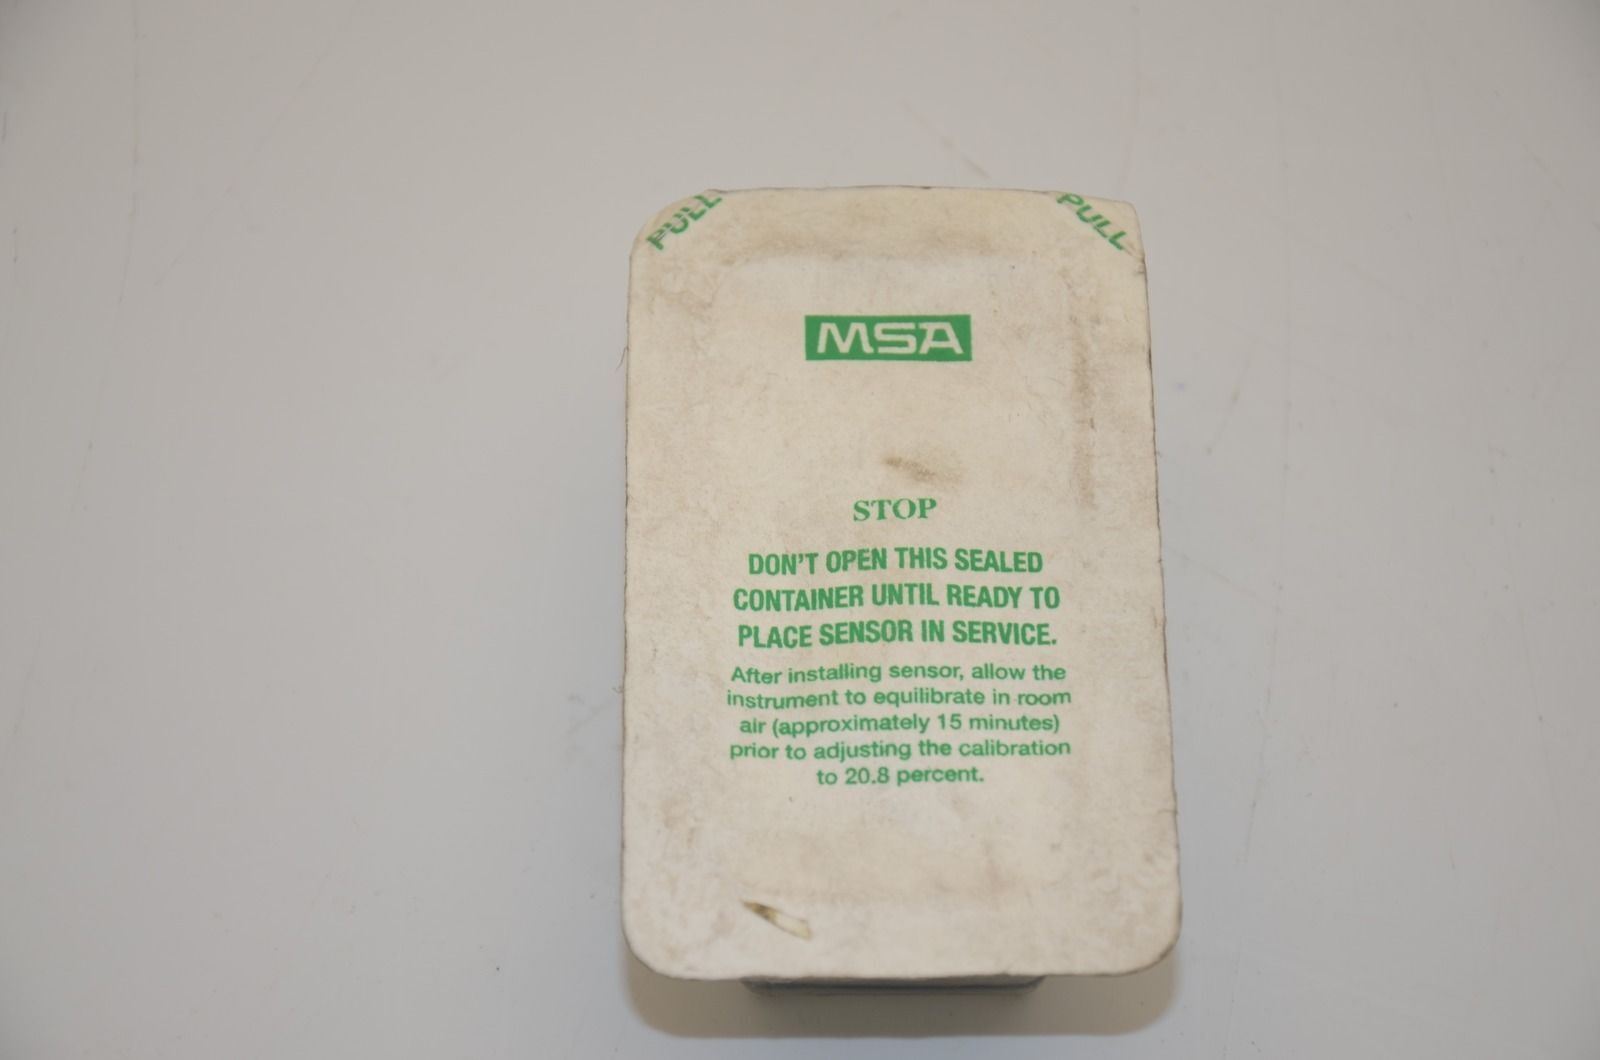 PULL
PULL
MSA
STOP
DON'T OPEN THIS SEALED
CONTAINER UNTIL READY TO
PLACE SENSOR IN SERVICE.
After installing sensor, allow the
instrument to equilibrate in room
air (approximately 15 minutes)
prior to adjusting the calibration
to 20.8 percent.